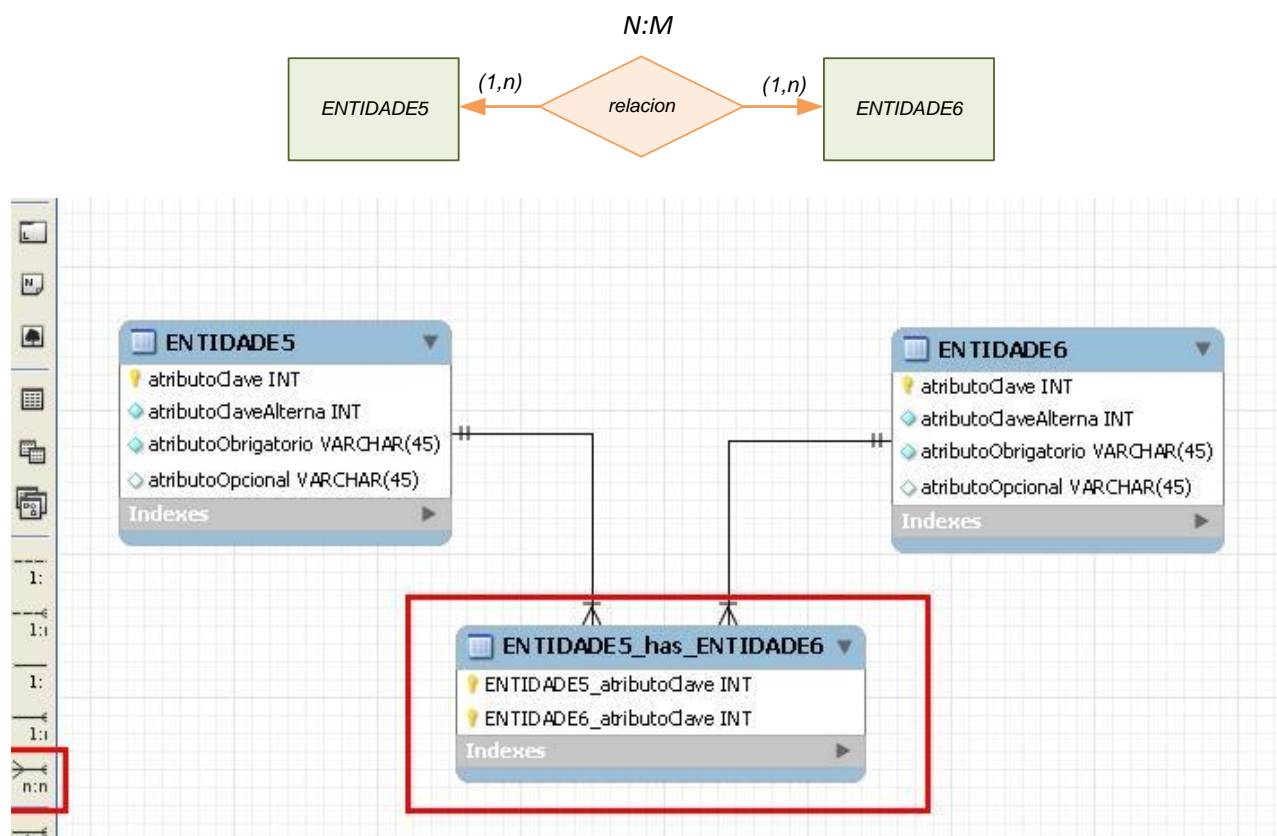 N:M
(1,n)
(1,n)
ENTIDADE5
relacion
ENTIDADE6
ENTIDADE5
atributoClave INT
atributoClaveAlterna INT
atributoObrigatorio VARCHAR(45)
atributoOpcional VARCHAR(45)
Indexes
ENTIDADE6
atributoClave INT
atributoClaveAlterna INT
atributoObrigatorio VARCHAR(45)
atributoOpcional VARCHAR(45)
Indexes
ENTIDADE5_has_ENTIDADE6
ENTIDADE5_atributoClave INT
ENTIDADE6_atributoClave INT
Indexes
L
N
1:
1:
1:
1:
n:n